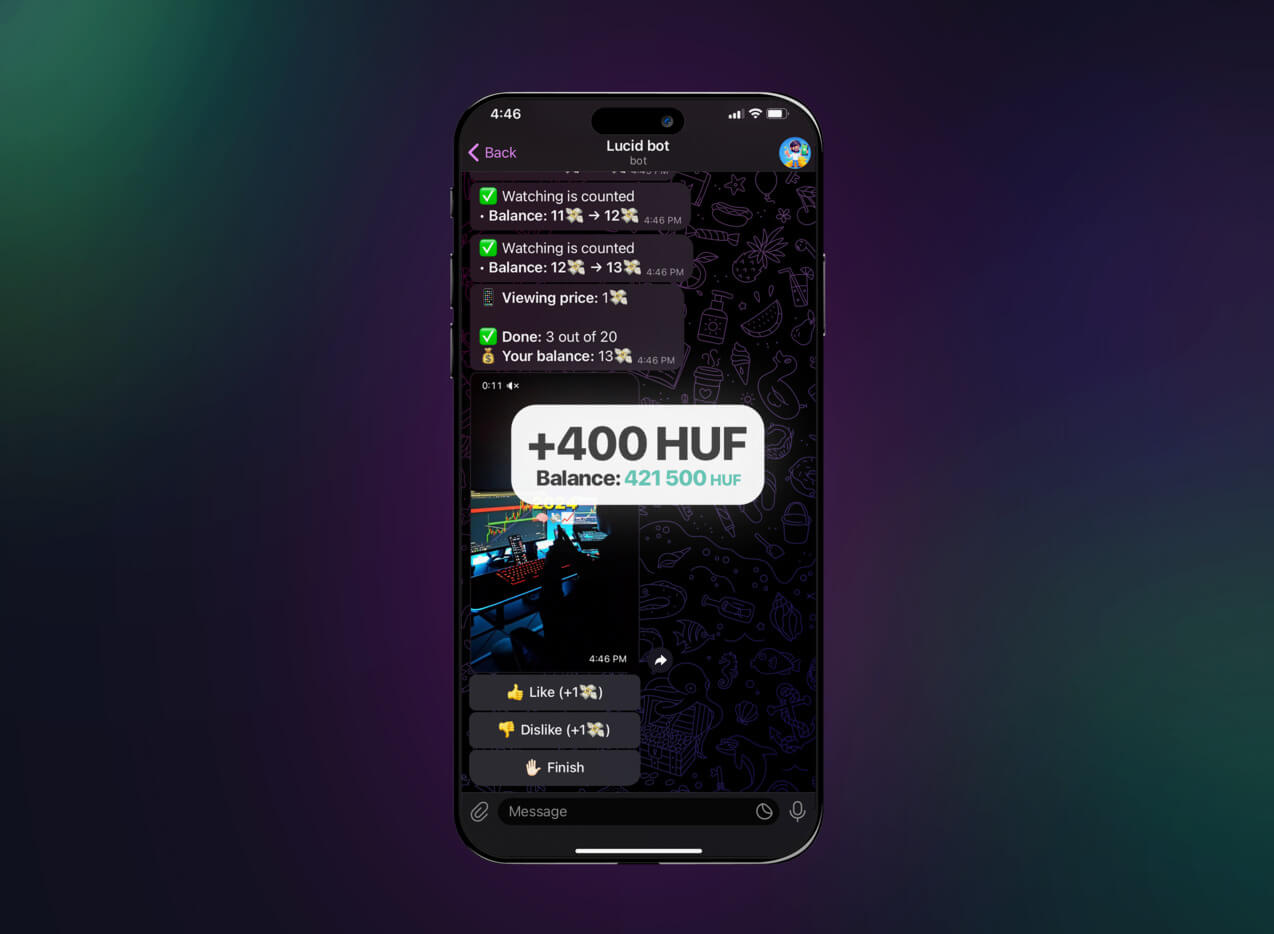 4:46
Back
Lucid bot
bot
✅ Watching is counted
• Balance: 11💸 → 12💸 4:46 PM
✅ Watching is counted
• Balance: 12💸 → 13💸 4:46 PM
📱 Viewing price: 1💸
✅ Done: 3 out of 20
💰 Your balance: 13💸 4:46 PM
0:11
+400 HUF
Balance: 421 500 HUF
2024
4:46 PM
👍 Like (+1💸)
👎 Dislike (+1💸)
🖐🏻 Finish
Message